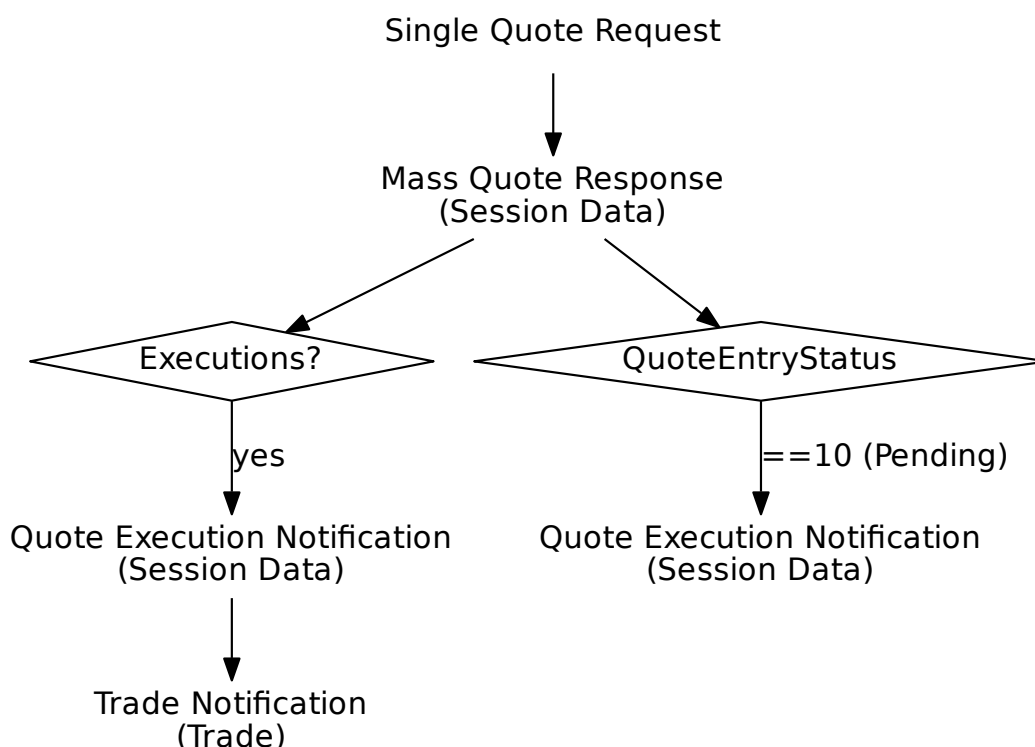 Single Quote Request
Mass Quote Response
(Session Data)
Executions?
QuoteEntryStatus
yes
==10 (Pending)
Quote Execution Notification
(Session Data)
Quote Execution Notification
(Session Data)
Trade Notification
(Trade)